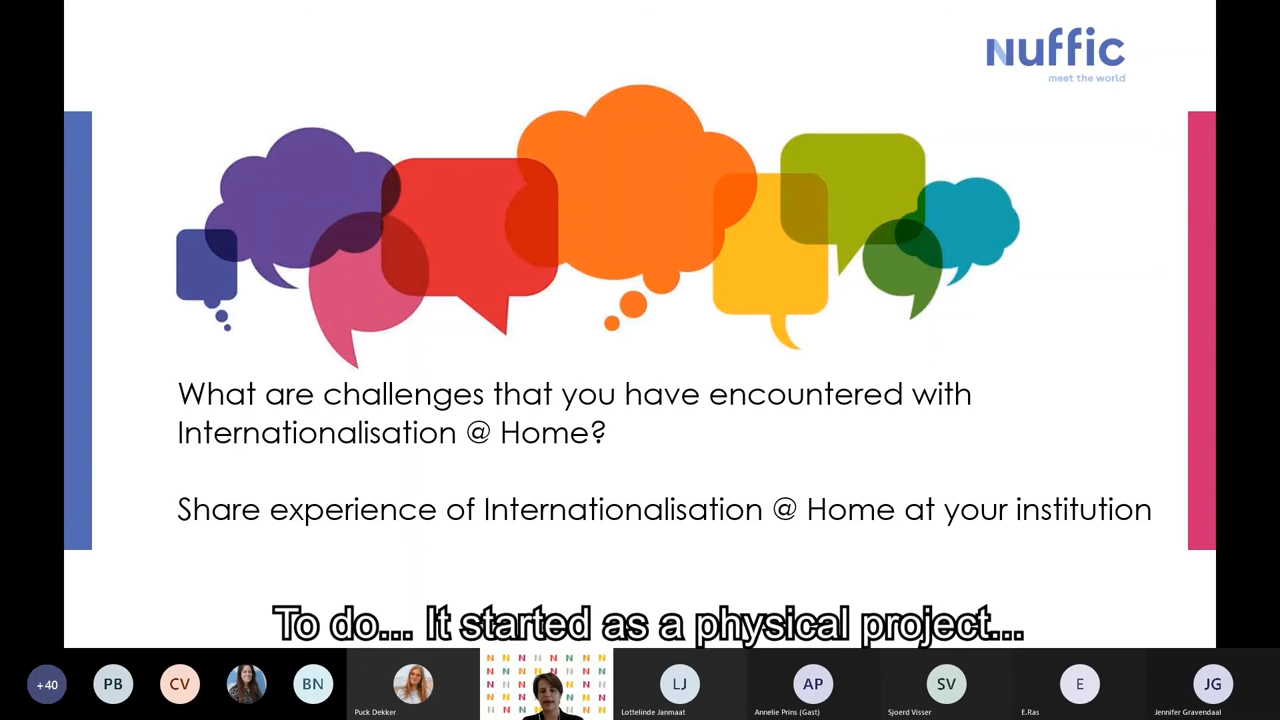 Nuffic
meet the world
What are challenges that you have encountered with
Internationalisation @ Home?
Share experience of Internationalisation @ Home at your institution
To do... It started as a physical project...
+40
PB
CV
BN
LJ
AP
SV
E
JG
Puck Dekker
Lottelinde Janmaat
Annelie Prins (Gast)
Sjoerd Visser
E.Ras
Jennifer Gravendaal